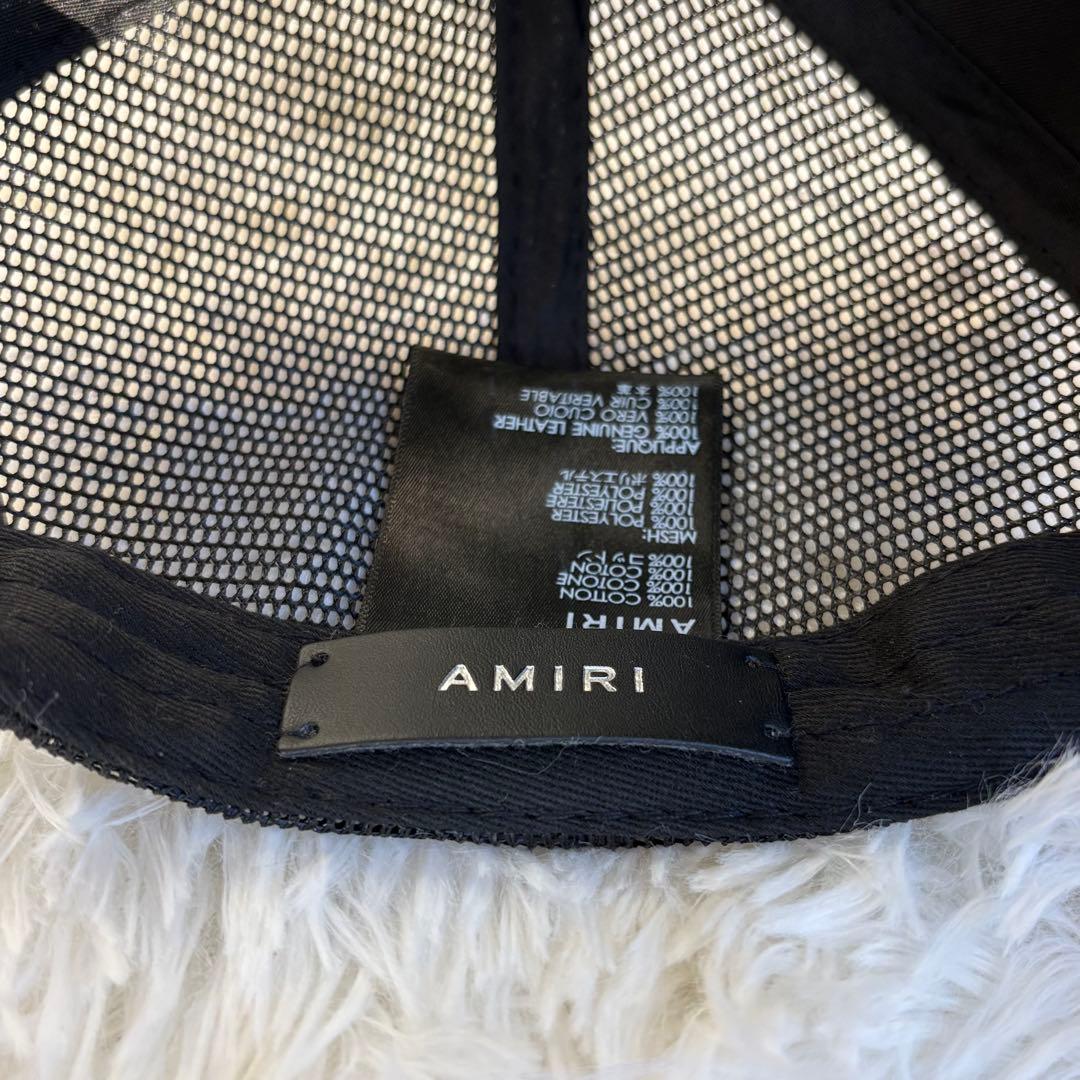 AMIRI
AMIRI
100% COTTON
100% COTONE
100% COTON
100% コットン
MESH:
100% POLYESTER
100% POLIESTERE
100% POLYESTER
100% ポリエステル
APPLIQUE:
100% GENUINE LEATHER
100% VERO CUOIO
100% CUIR VERITABLE
100% 本革